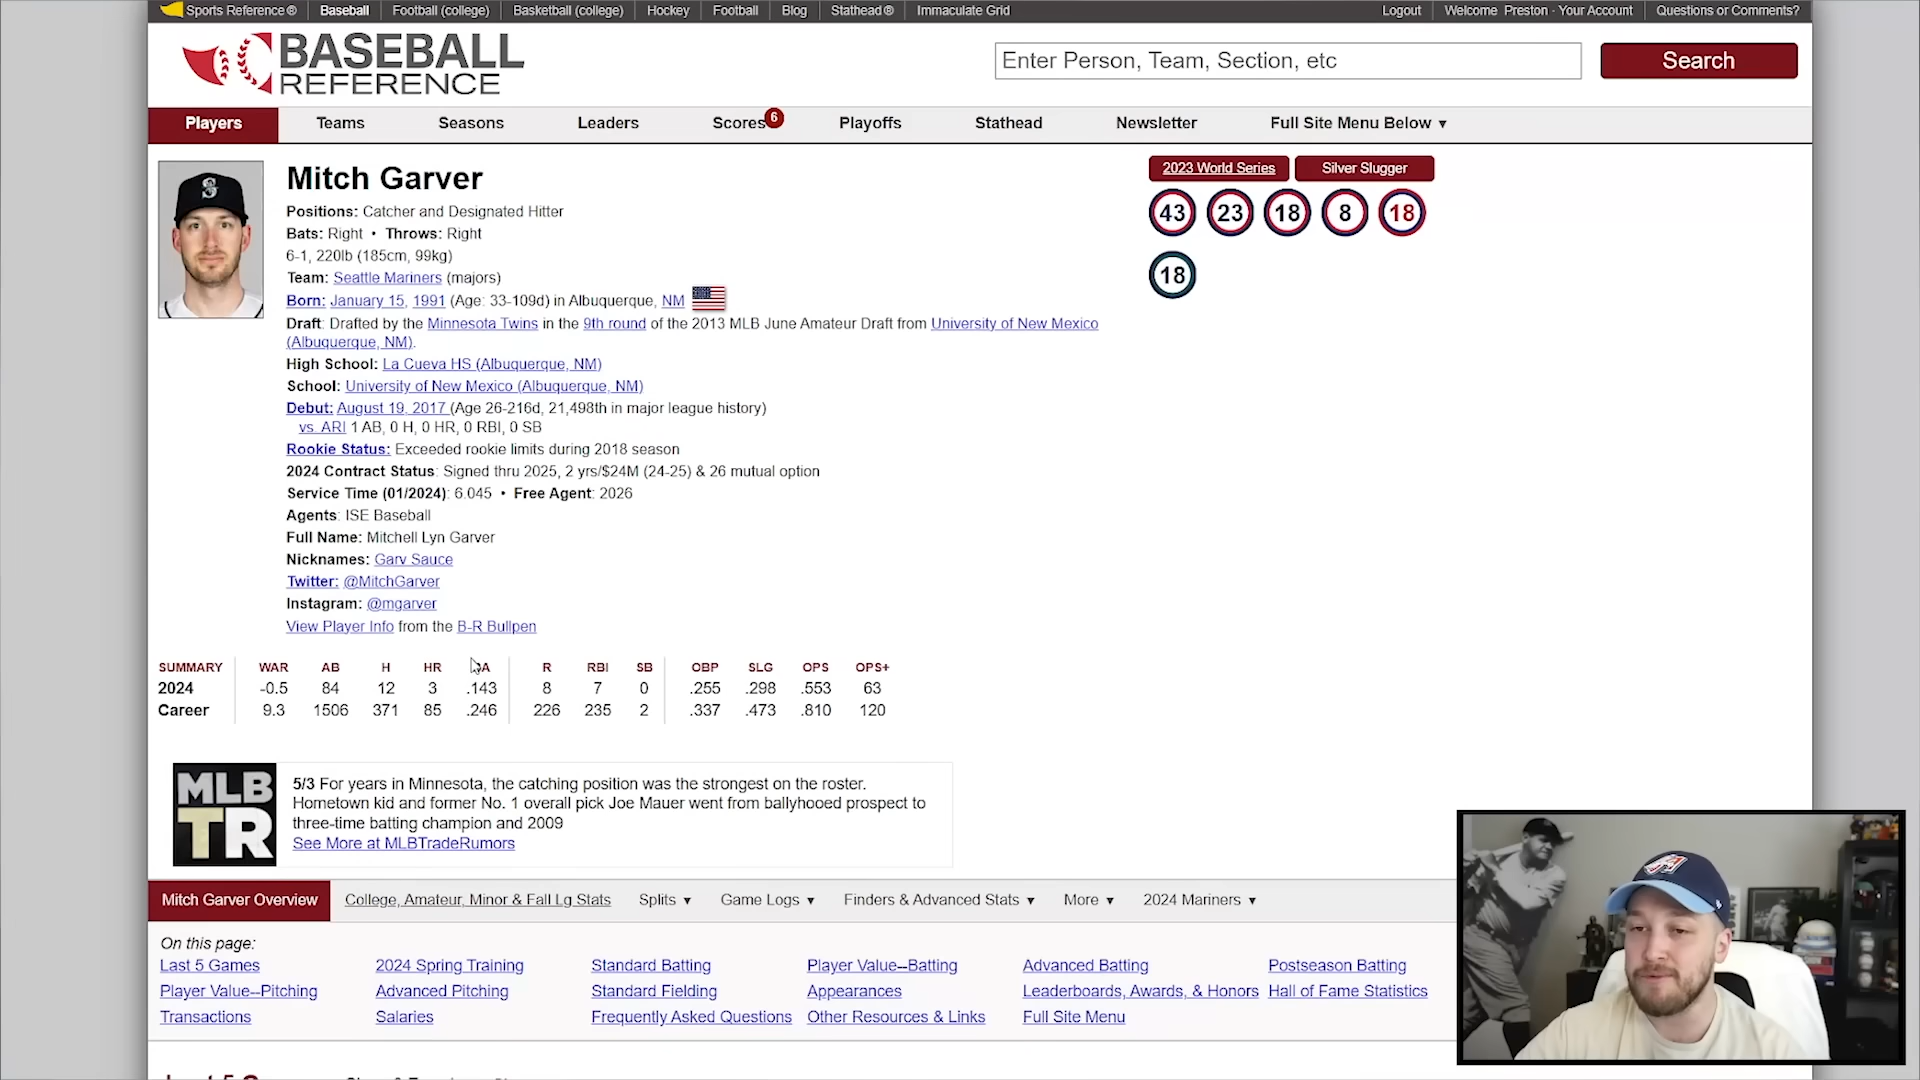 Sports Reference® Baseball Football (college) Basketball (college) Hockey Football Blog Stathead® Immaculate Grid Logout Welcome Preston · Your Account Questions or Comments?
BASEBALL
REFERENCE
Enter Person, Team, Section, etc
Search
Players Teams Seasons Leaders Scores 6 Playoffs Stathead Newsletter Full Site Menu Below ▼
Mitch Garver
Positions: Catcher and Designated Hitter
Bats: Right • Throws: Right
6-1, 220lb (185cm, 99kg)
Team: Seattle Mariners (majors)
Born: January 15, 1991 (Age: 33-109d) in Albuquerque, NM
Draft: Drafted by the Minnesota Twins in the 9th round of the 2013 MLB June Amateur Draft from University of New Mexico
(Albuquerque, NM).
High School: La Cueva HS (Albuquerque, NM)
School: University of New Mexico (Albuquerque, NM)
Debut: August 19, 2017 (Age 26-216d, 21,498th in major league history)
vs. ARI 1 AB, 0 H, 0 HR, 0 RBI, 0 SB
Rookie Status: Exceeded rookie limits during 2018 season
2024 Contract Status: Signed thru 2025, 2 yrs/$24M (24-25) & 26 mutual option
Service Time (01/2024): 6.045 • Free Agent: 2026
Agents: ISE Baseball
Full Name: Mitchell Lyn Garver
Nicknames: Garv Sauce
Twitter: @MitchGarver
Instagram: @mgarver
View Player Info from the B-R Bullpen
2023 World Series Silver Slugger
43 23 18 8 18
18
SUMMARY WAR AB H HR BA R RBI SB OBP SLG OPS OPS+
2024 -0.5 84 12 3 .143 8 7 0 .255 .298 .553 63
Career 9.3 1506 371 85 .246 226 235 2 .337 .473 .810 120
MLB
TR
5/3 For years in Minnesota, the catching position was the strongest on the roster.
Hometown kid and former No. 1 overall pick Joe Mauer went from ballyhooed prospect to
three-time batting champion and 2009
See More at MLBTradeRumors
Mitch Garver Overview College, Amateur, Minor & Fall Lg Stats Splits ▼ Game Logs ▼ Finders & Advanced Stats ▼ More ▼ 2024 Mariners ▼
On this page:
Last 5 Games 2024 Spring Training Standard Batting Player Value--Batting Advanced Batting Postseason Batting
Player Value--Pitching Advanced Pitching Standard Fielding Appearances Leaderboards, Awards, & Honors Hall of Fame Statistics
Transactions Salaries Frequently Asked Questions Other Resources & Links Full Site Menu